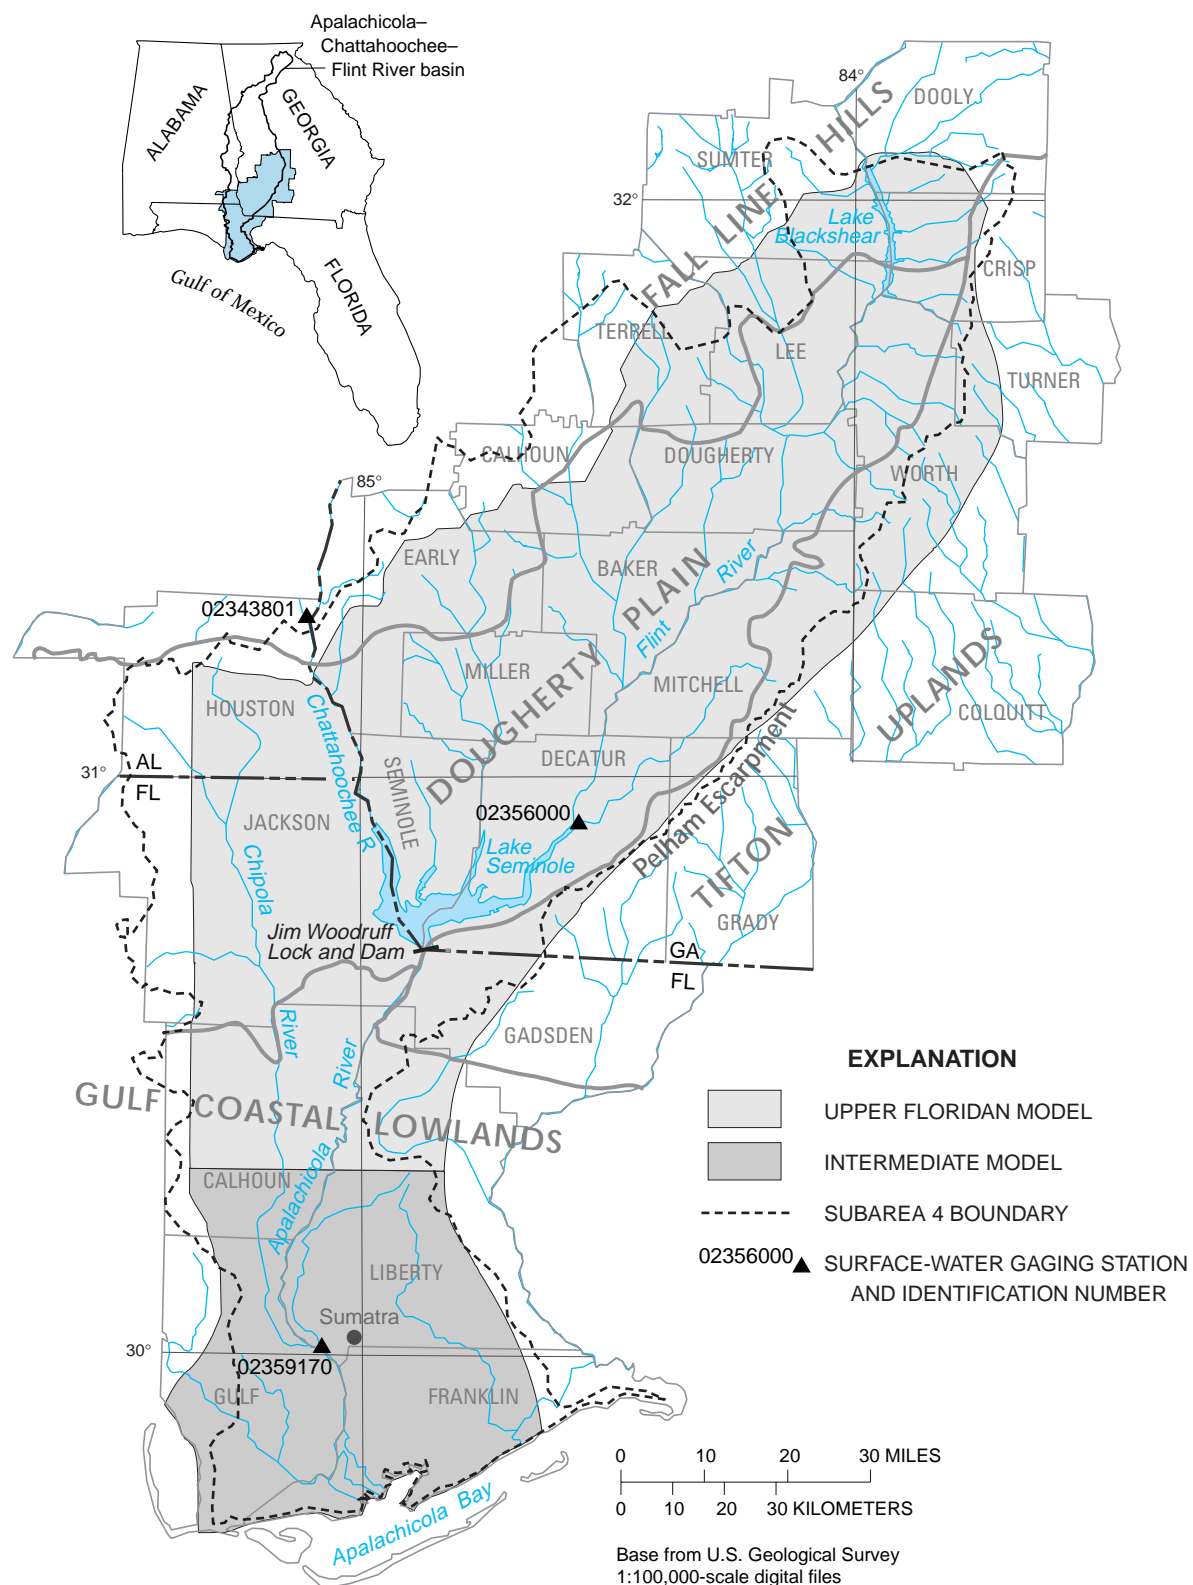 Apalachicola–
Chattahoochee–
Flint River basin
ALABAMA
GEORGIA
FLORIDA
Gulf of Mexico
84°
DOOLY
SUMTER
FALL LINE HILLS
32°
Lake
Blackshear
CRISP
TERRELL
LEE
TURNER
CALHOUN
DOUGHERTY
WORTH
85°
EARLY
BAKER
DOUGHERTY PLAIN
Flint River
02343801
MILLER
MITCHELL
HOUSTON
Chattahoochee R
UPLANDS
COLQUITT
SEMINOLE
DECATUR
31°
AL
FL
JACKSON
02356000
Pelham Escarpment
Chipola
Lake
Seminole
TIFTON
GRADY
Jim Woodruff
Lock and Dam
GA
FL
River
River
GADSDEN
GULF COASTAL LOWLANDS
CALHOUN
Apalachicola
LIBERTY
Sumatra
30°
02359170
GULF
FRANKLIN
Apalachicola Bay
EXPLANATION
UPPER FLORIDAN MODEL
INTERMEDIATE MODEL
SUBAREA 4 BOUNDARY
02356000 SURFACE-WATER GAGING STATION
AND IDENTIFICATION NUMBER
0 10 20 30 MILES
0 10 20 30 KILOMETERS
Base from U.S. Geological Survey
1:100,000-scale digital files